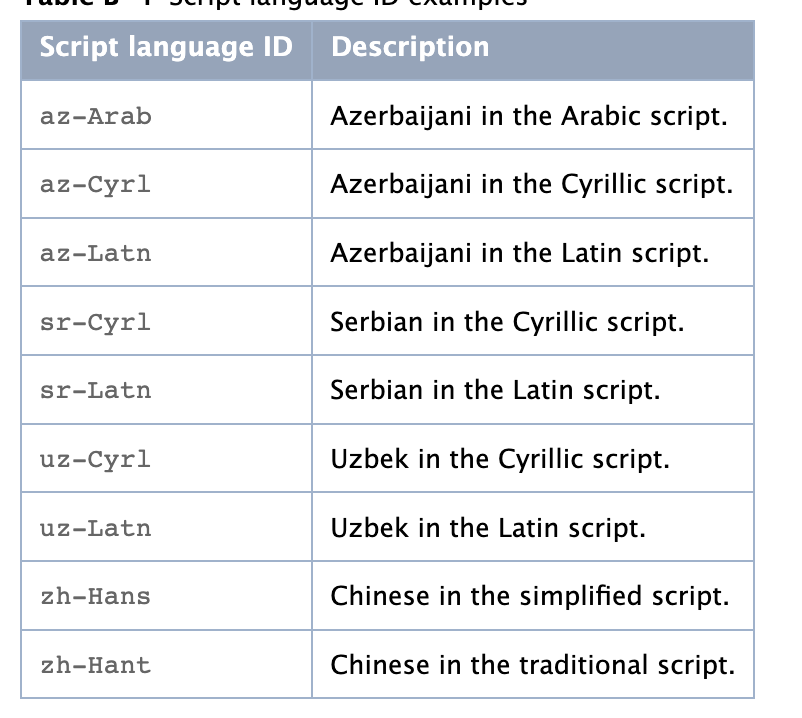 Script language ID examples
Script language ID Description
az-Arab Azerbaijani in the Arabic script.
az-Cyrl Azerbaijani in the Cyrillic script.
az-Latn Azerbaijani in the Latin script.
sr-Cyrl Serbian in the Cyrillic script.
sr-Latn Serbian in the Latin script.
uz-Cyrl Uzbek in the Cyrillic script.
uz-Latn Uzbek in the Latin script.
zh-Hans Chinese in the simplified script.
zh-Hant Chinese in the traditional script.